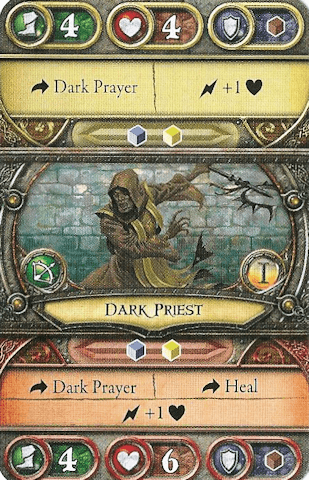 4 4
Dark Prayer +1
I
DARK PRIEST
Dark Prayer Heal
+1
4 6